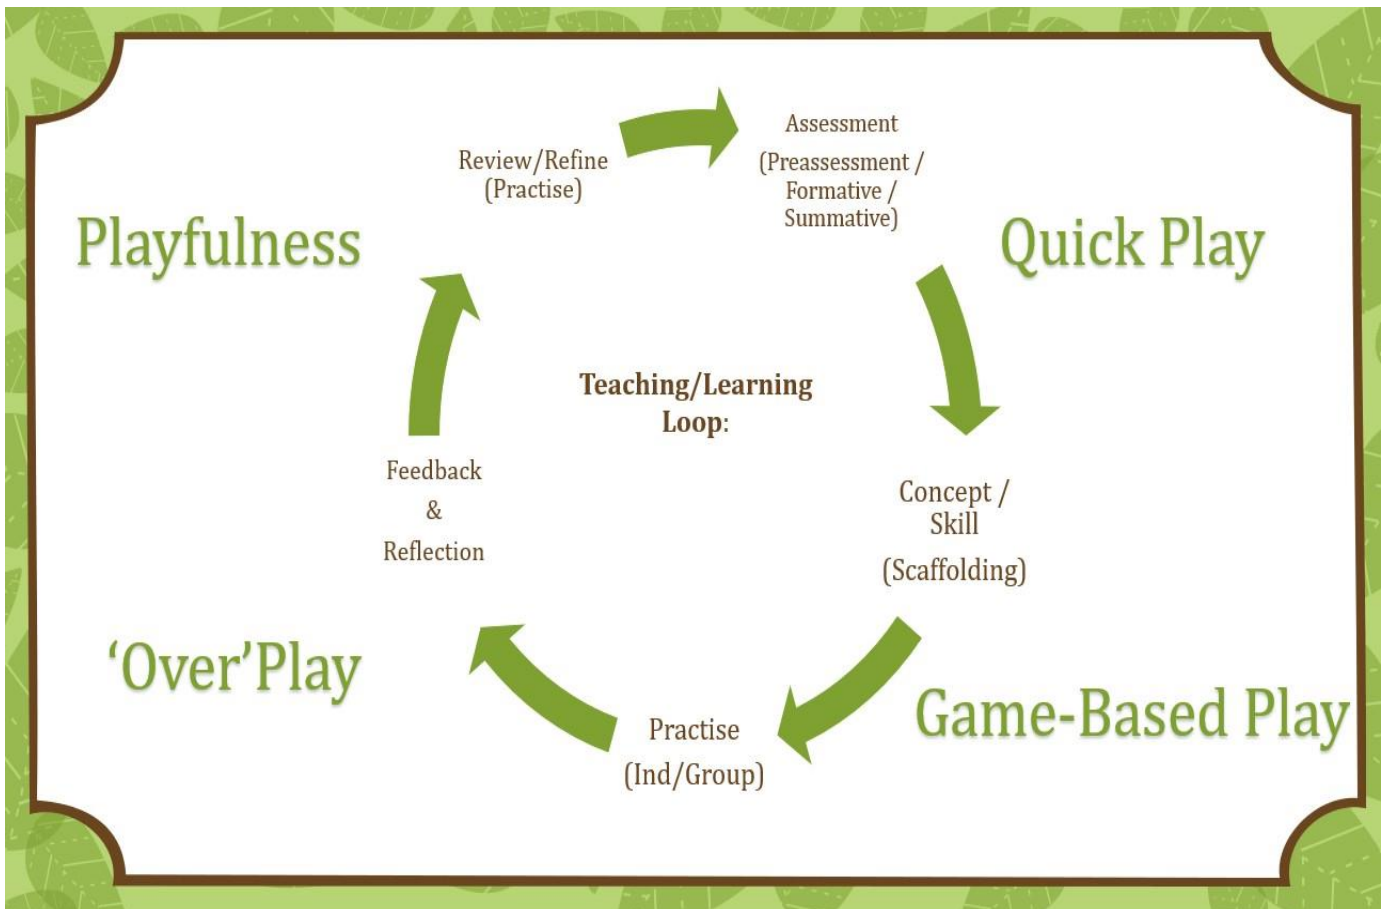 Assessment
(Preassessment /
Formative /
Summative)
Quick Play
Concept /
Skill
(Scaffolding)
Game-Based Play
Practise
(Ind/Group)
‘Over’Play
Feedback
&
Reflection
Playfulness
Review/Refine
(Practise)
Teaching/Learning
Loop: